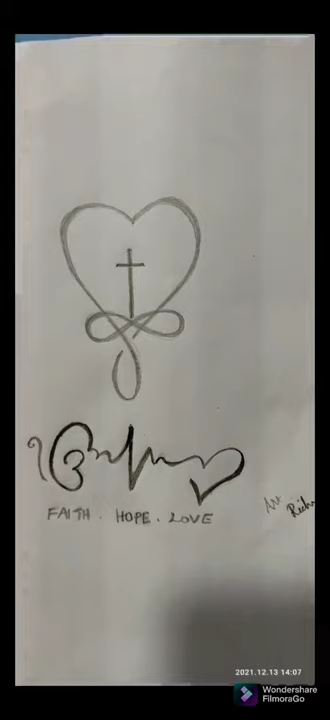 FAITH . HOPE . LOVE
2021.12.13 14:07
Wondershare
FilmoraGo